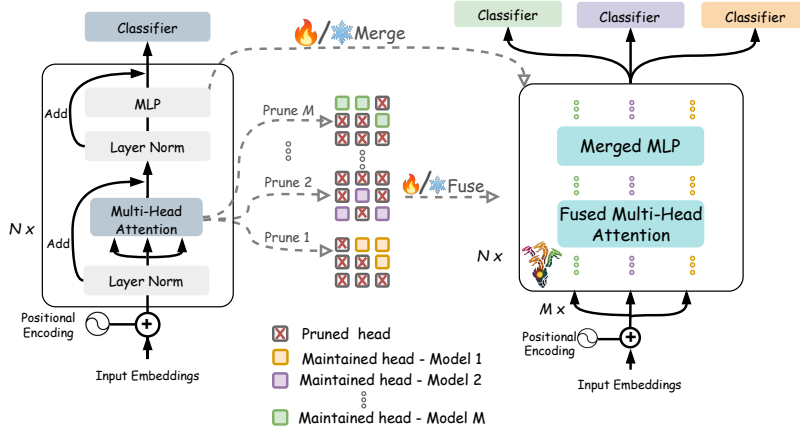 Classifier
Merge
MLP
Add
Layer Norm
Multi-Head
Attention
Add
N x
Layer Norm
Positional
Encoding
Input Embeddings
Prune M
Prune 2
Prune 1
Fuse
Pruned head
Maintained head - Model 1
Maintained head - Model 2
Maintained head - Model M
Classifier
Classifier
Classifier
Merged MLP
Fused Multi-Head
Attention
N x
M x
Positional
Encoding
Input Embeddings